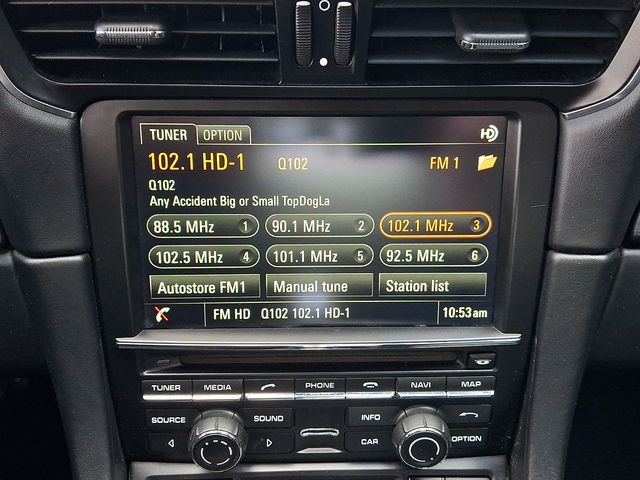 TUNER OPTION HD
102.1 HD-1 Q102 FM 1
Q102
Any Accident Big or Small TopDogLa
88.5 MHz 1 90.1 MHz 2 102.1 MHz 3
102.5 MHz 4 101.1 MHz 5 92.5 MHz 6
Autostore FM1 Manual tune Station list
FM HD Q102 102.1 HD-1 10:53am
TUNER MEDIA PHONE NAVI MAP
SOURCE SOUND INFO
CAR OPTION